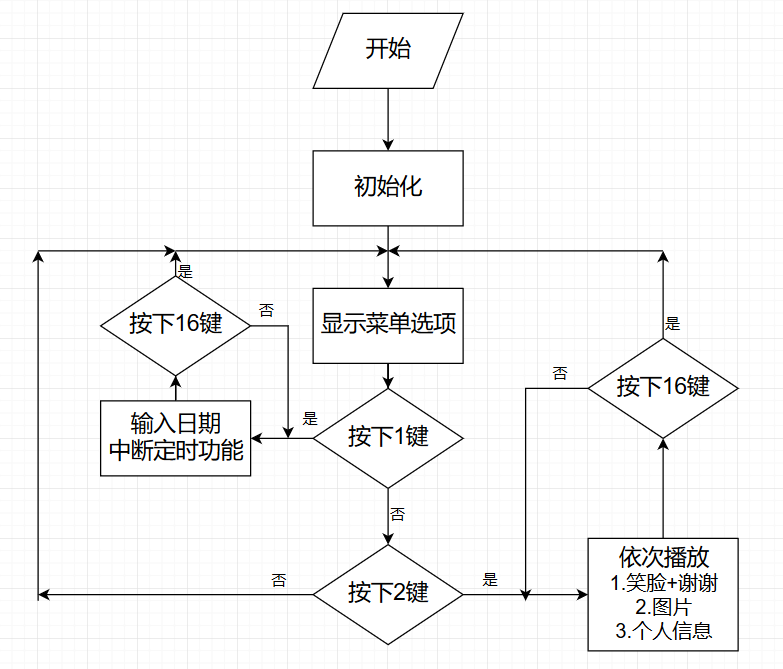 开始
初始化
是
按下16键
否
显示菜单选项
是
按下16键
否
输入日期
中断定时功能
是
按下1键
否
否
按下2键
是
依次播放
1.笑脸+谢谢
2.图片
3.个人信息